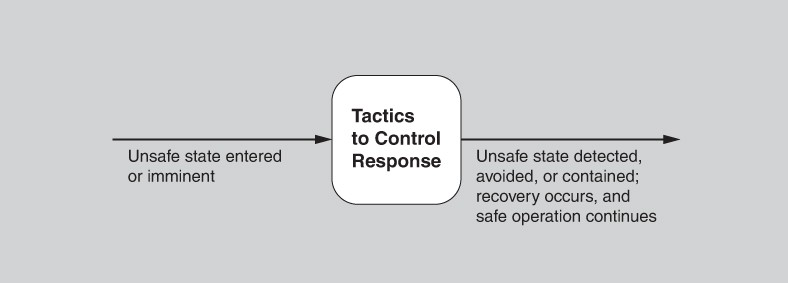 Tactics
to Control
Response
Unsafe state entered
or imminent
Unsafe state detected,
avoided, or contained;
recovery occurs, and
safe operation continues